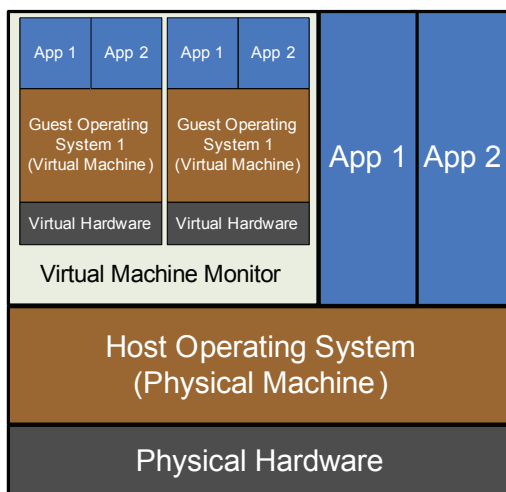 App 1
App 2
App 1
App 2
Guest Operating
System 1
(Virtual Machine)
Guest Operating
System 1
(Virtual Machine)
Virtual Hardware
Virtual Hardware
Virtual Machine Monitor
App 1
App 2
Host Operating System
(Physical Machine)
Physical Hardware